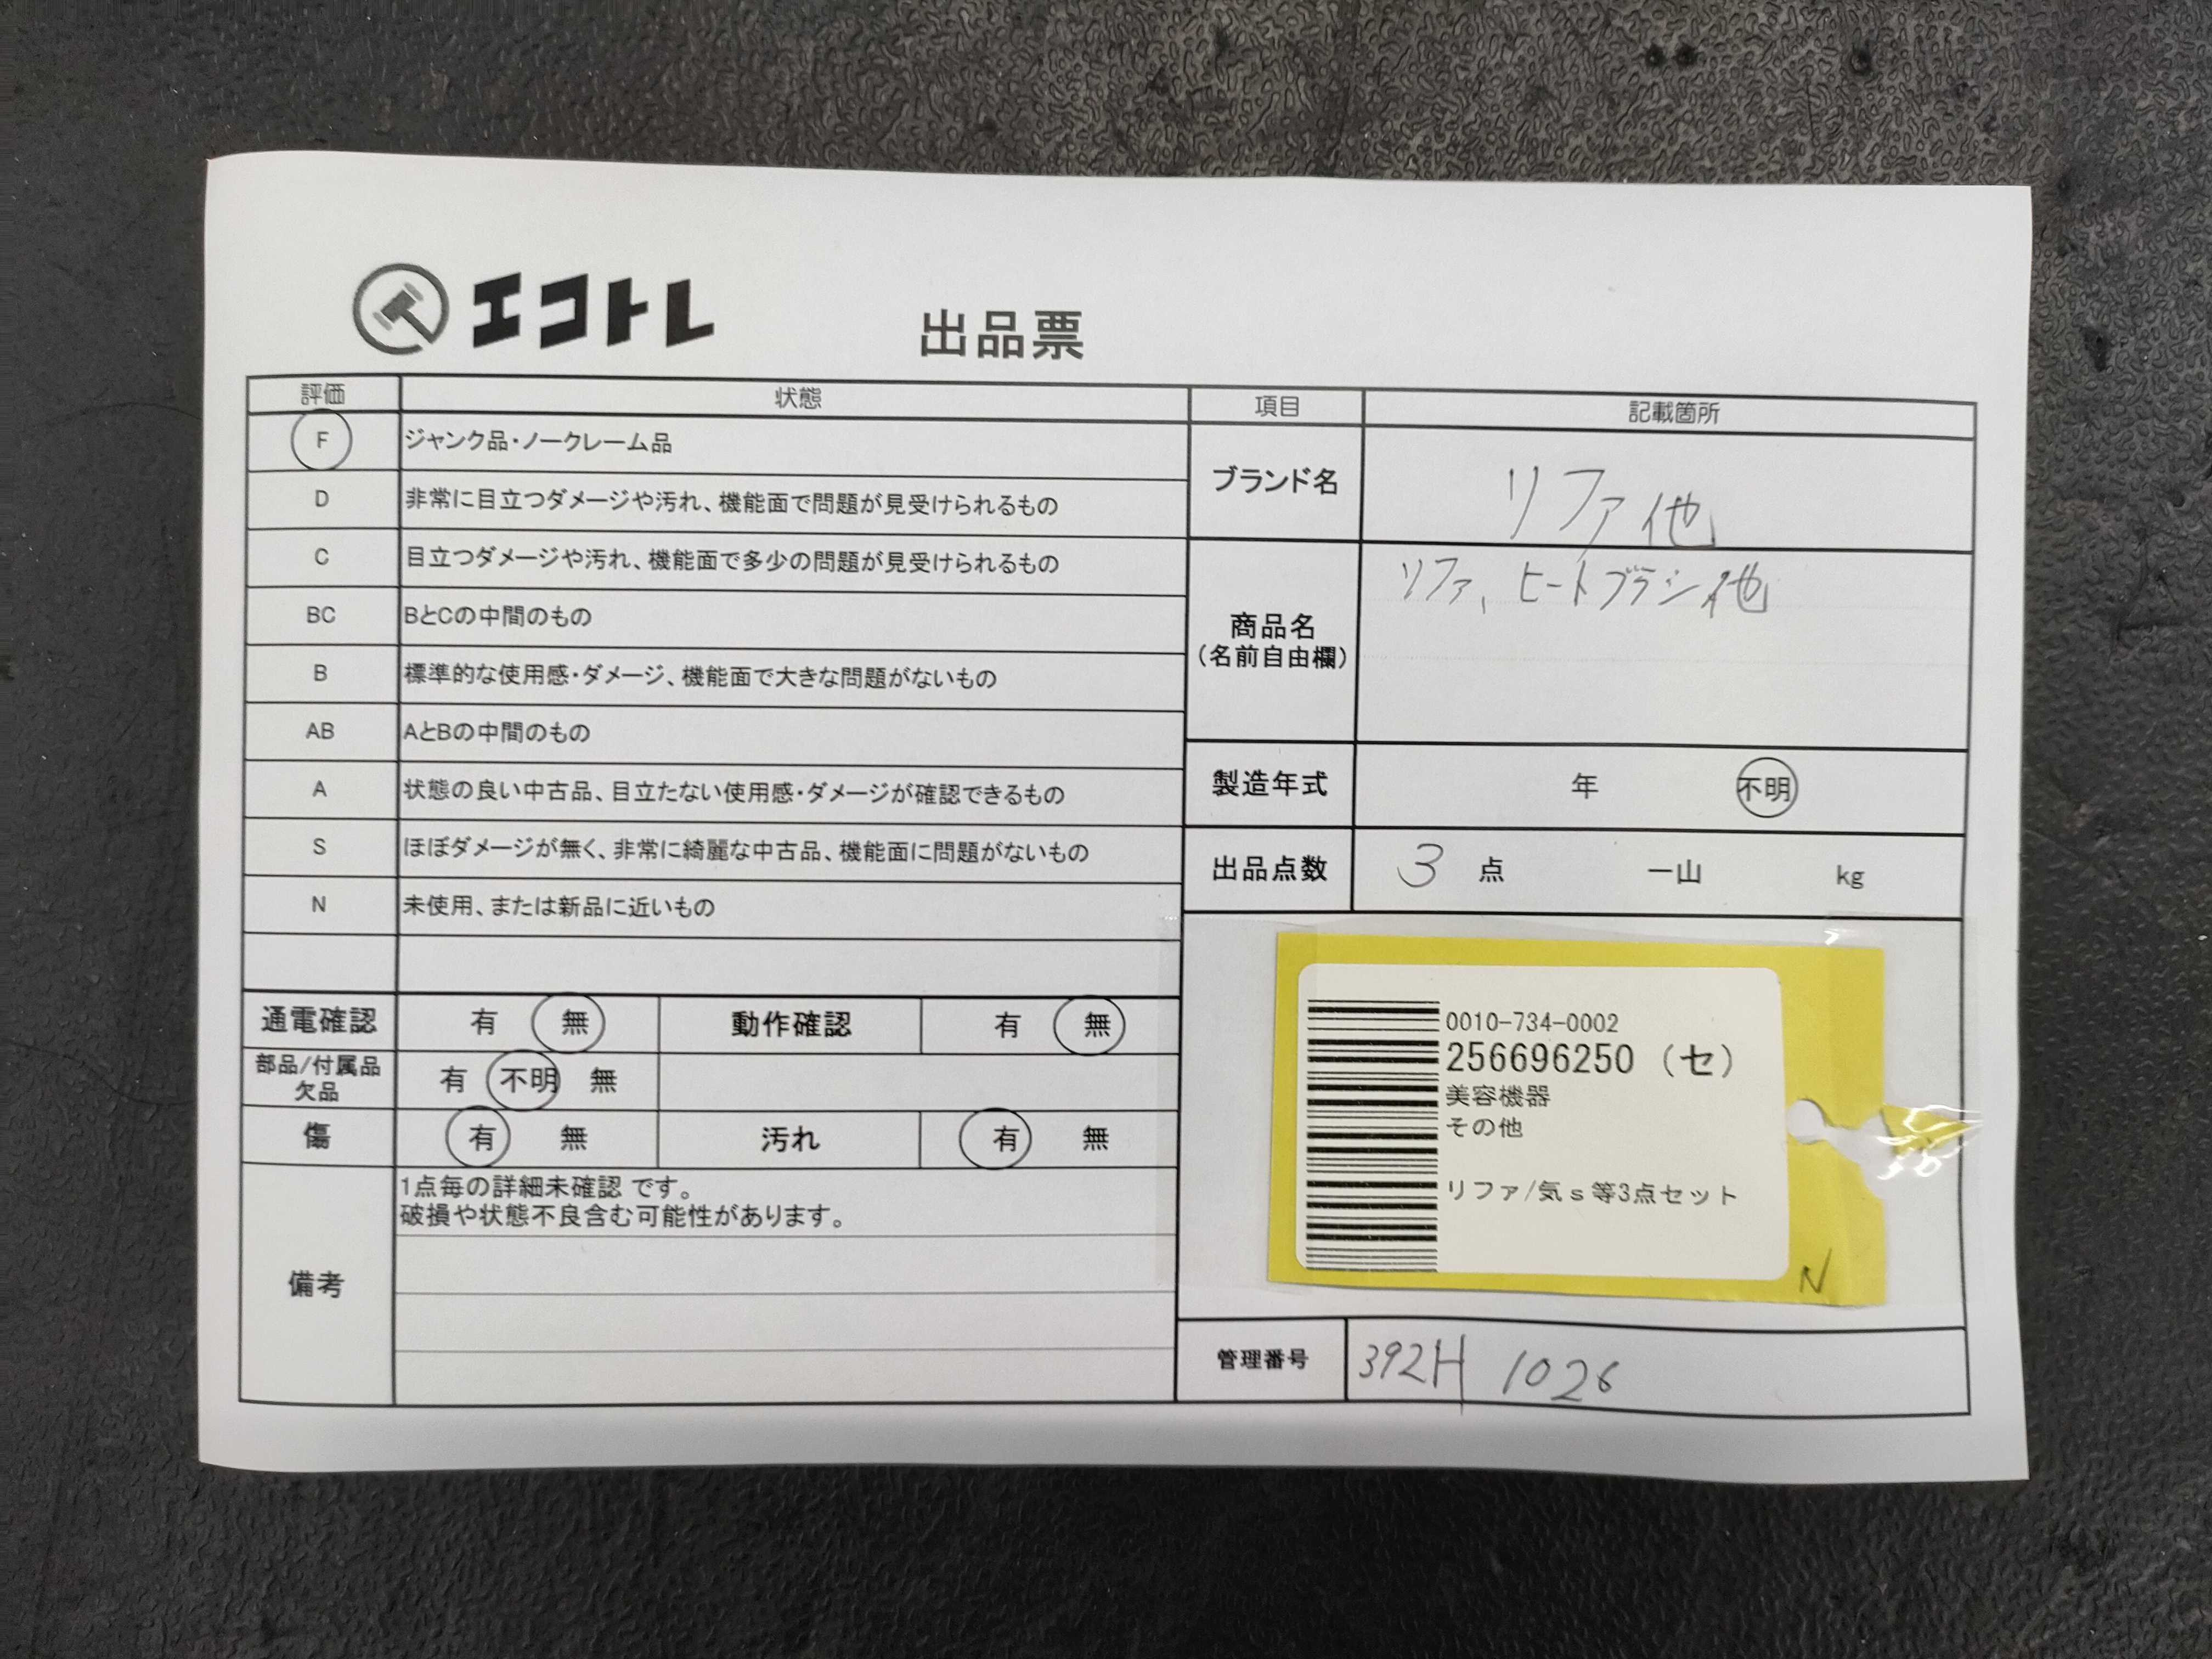 エコトレ
出品票
評価 状態
F ジャンク品・ノークレーム品
D 非常に目立つダメージや汚れ、機能面で問題が見受けられるもの
C 目立つダメージや汚れ、機能面で多少の問題が見受けられるもの
BC BとCの中間のもの
B 標準的な使用感・ダメージ、機能面で大きな問題がないもの
AB AとBの中間のもの
A 状態の良い中古品、目立たない使用感・ダメージが確認できるもの
S ほぼダメージが無く、非常に綺麗な中古品、機能面に問題がないもの
N 未使用、または新品に近いもの
通電確認 有 無 動作確認 有 無
部品/付属品
欠品
有 不明 無
傷 有 無 汚れ 有 無
備考
1点毎の詳細未確認 です。
破損や状態不良含む可能性があります。
項目 記載箇所
ブランド名 リファ他
商品名
(名前自由欄)
リファ、ヒートブラシ他
製造年式 年 不明
出品点数 3 点 一山 kg
0010-734-0002
256696250 (セ)
美容機器
その他
リファ/気s等3点セット
N
管理番号 392H 1026